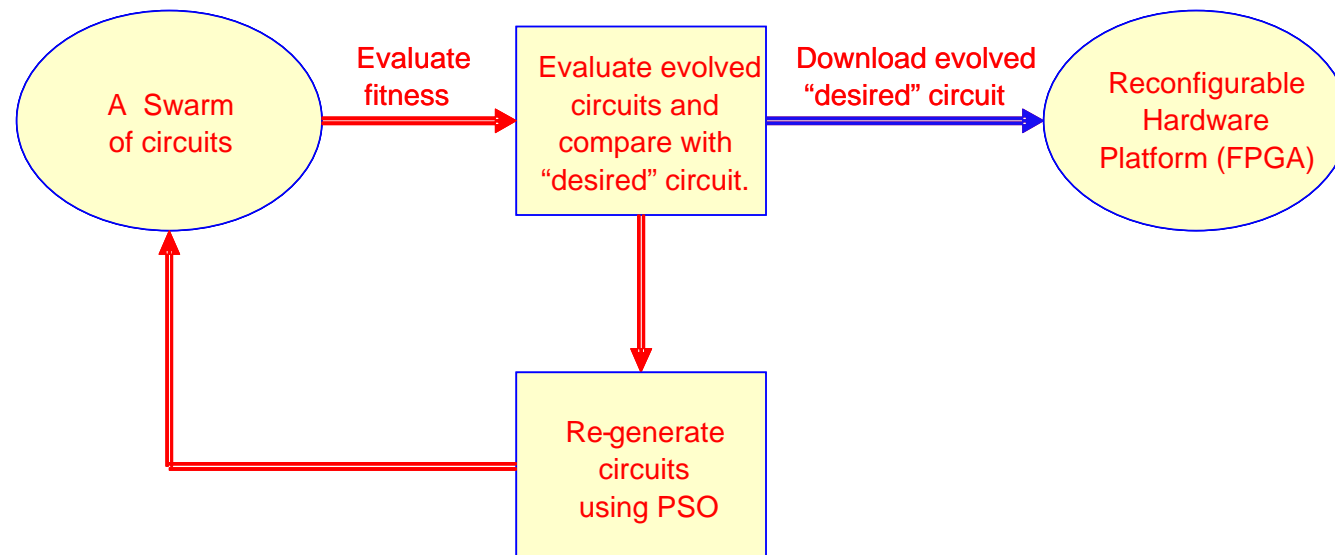 A Swarm
of circuits
Evaluate
fitness
Evaluate evolved
circuits and
compare with
“desired” circuit.
Download evolved
“desired” circuit
Reconfigurable
Hardware
Platform (FPGA)
Re-generate
circuits
using PSO